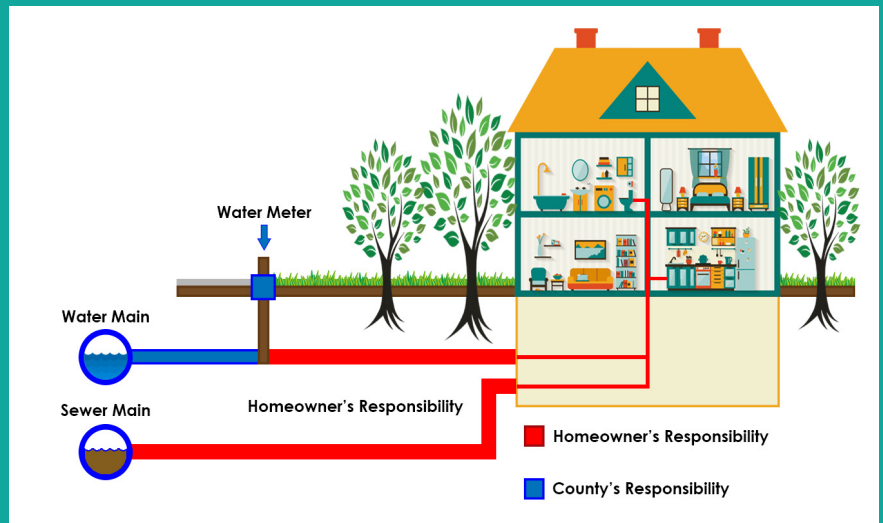 Water Meter
Water Main
Sewer Main
Homeowner's Responsibility
Homeowner's Responsibility
County's Responsibility